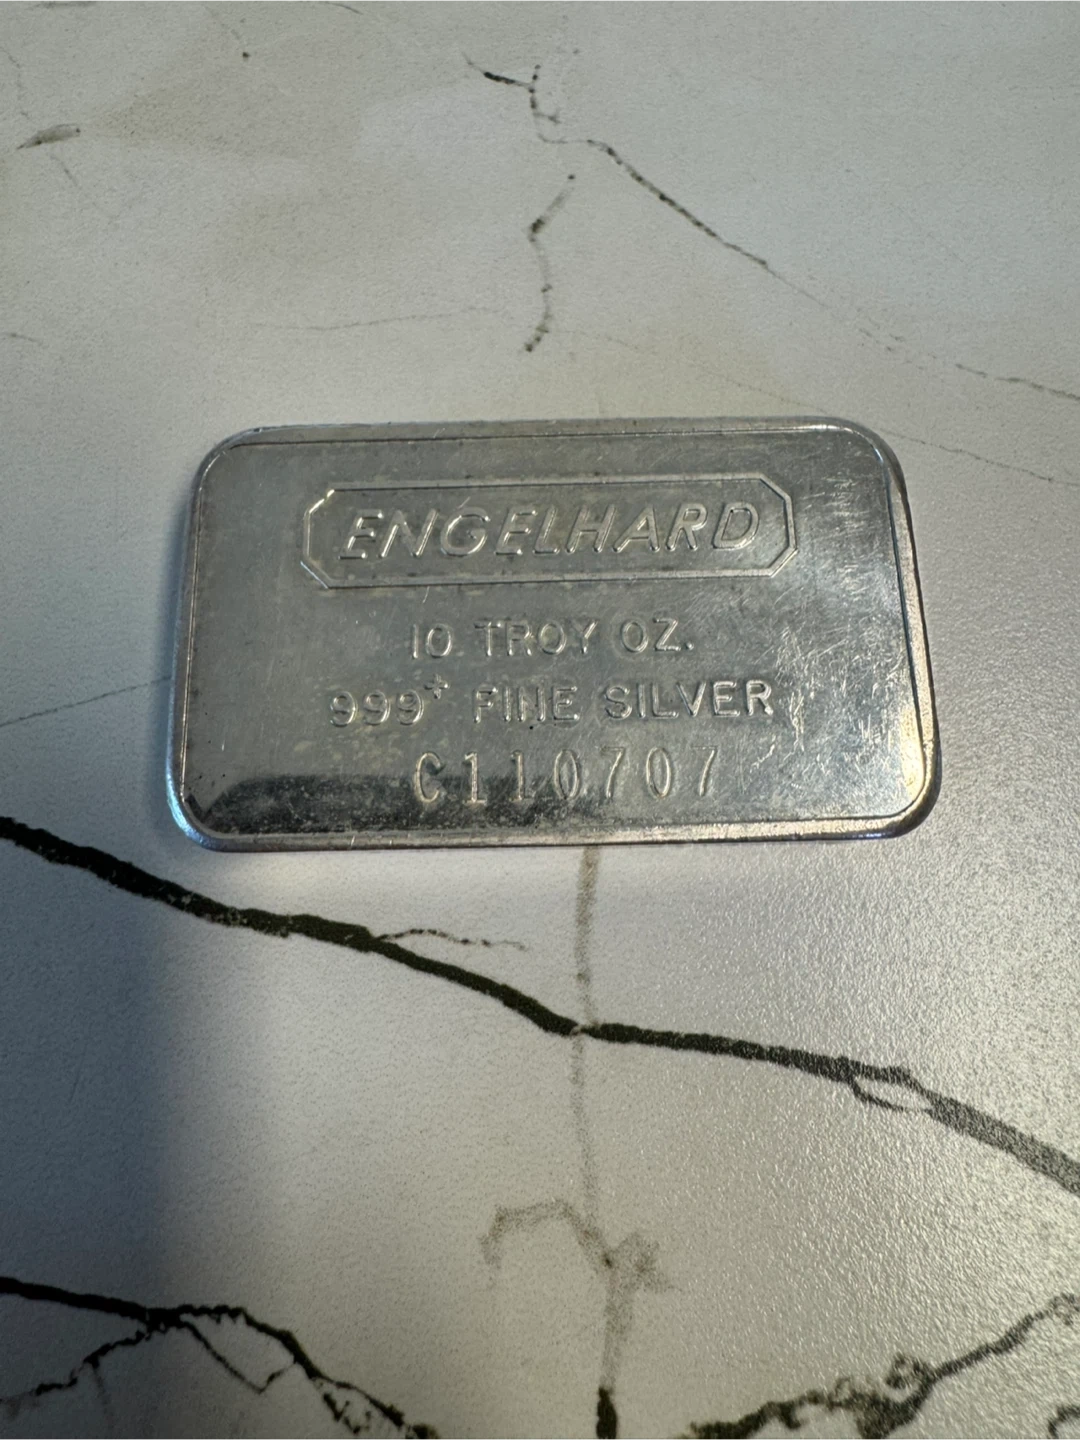 ENGELHARD
10 TROY OZ.
999+ FINE SILVER
C110707